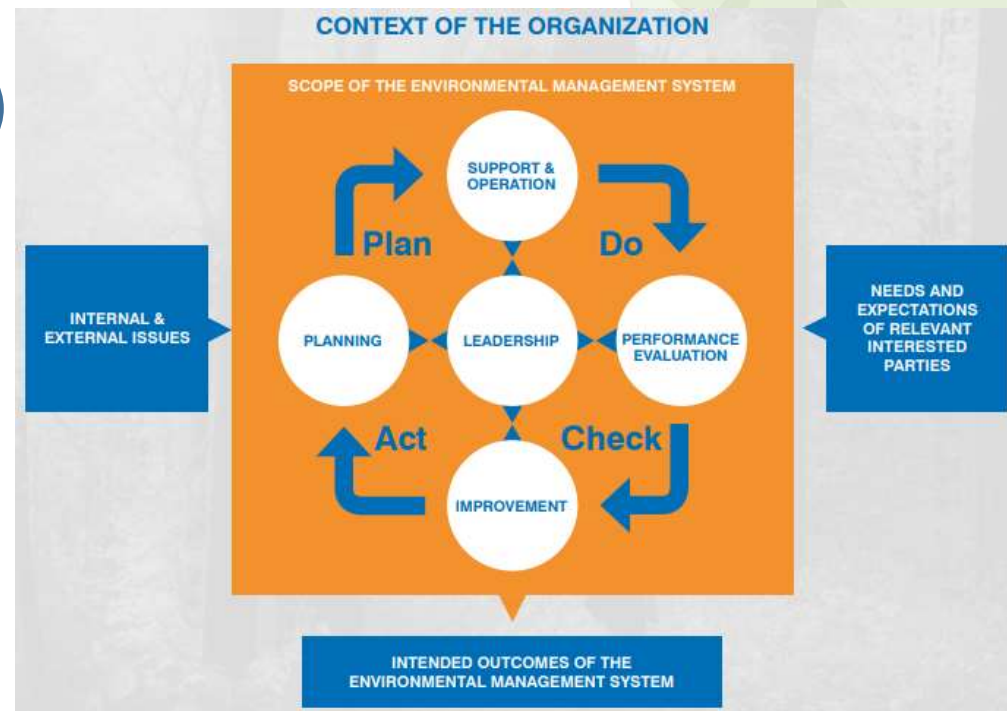 CONTEXT OF THE ORGANIZATION
SCOPE OF THE ENVIRONMENTAL MANAGEMENT SYSTEM
SUPPORT &
OPERATION
Plan
Do
INTERNAL &
EXTERNAL ISSUES
PLANNING
LEADERSHIP
PERFORMANCE
EVALUATION
NEEDS AND
EXPECTATIONS
OF RELEVANT
INTERESTED
PARTIES
Act
Check
IMPROVEMENT
INTENDED OUTCOMES OF THE
ENVIRONMENTAL MANAGEMENT SYSTEM